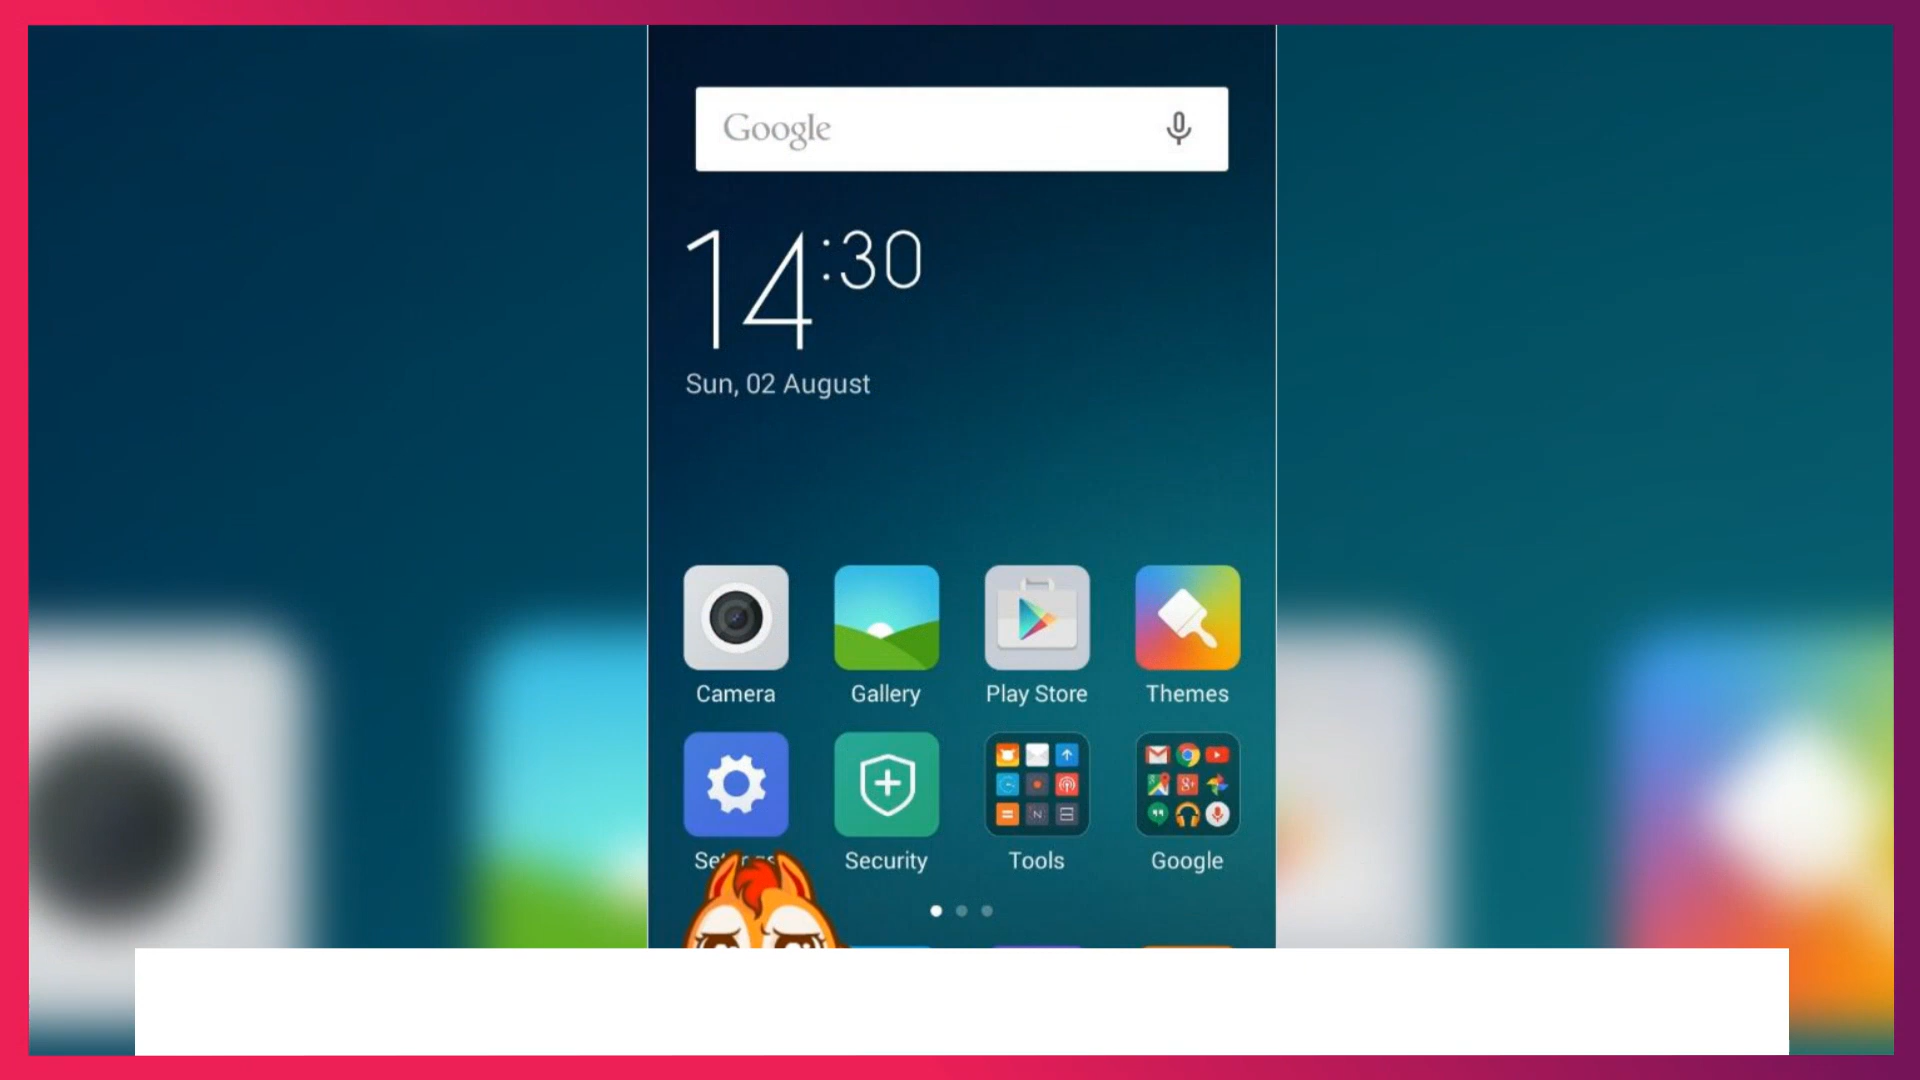 Google
14:30
Sun, 02 August
Camera
Gallery
Play Store
Themes
Security
Tools
Google